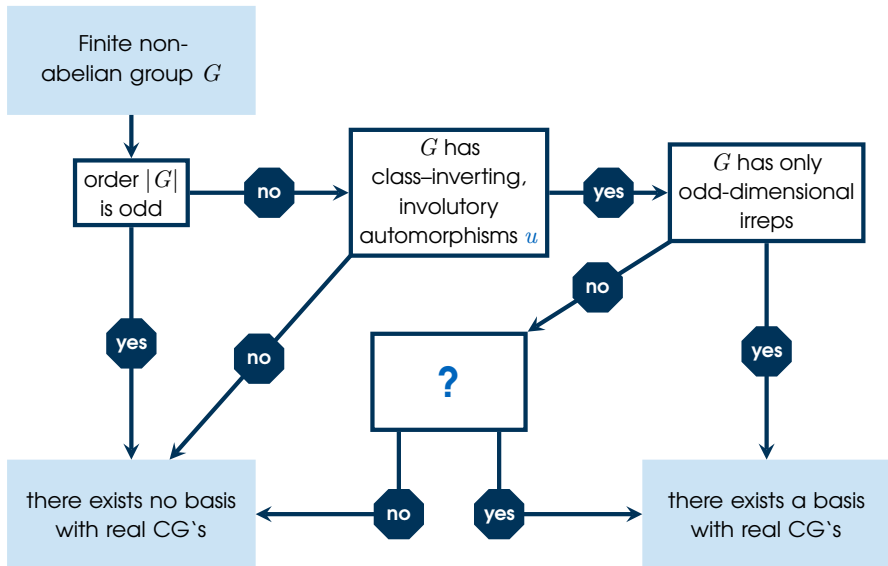 Finite non-
abelian group G
order |G|
is odd
no
G has
class–inverting,
involutory
automorphisms u
yes
G has only
odd-dimensional
irreps
no
yes
no
yes
?
there exists no basis
with real CG`s
no
yes
there exists a basis
with real CG`s